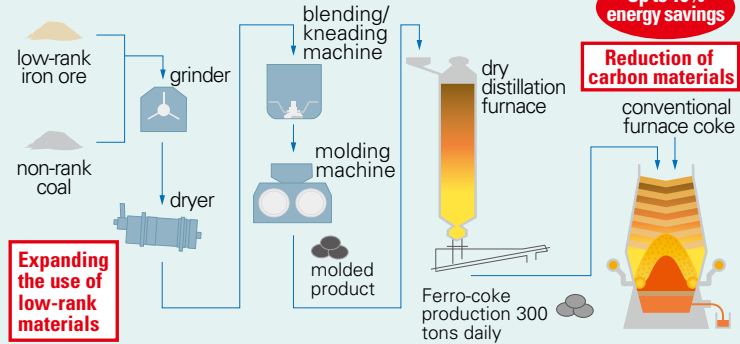 low-rank
iron ore
non-rank
coal
grinder
dryer
Expanding
the use of
low-rank
materials
blending/
kneading
machine
molding
machine
molded
product
dry
distillation
furnace
Ferro-coke
production 300
tons daily
energy savings
Reduction of
carbon materials
conventional
furnace coke